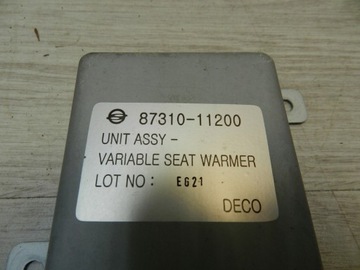 87310-11200
UNIT ASSY -
VARIABLE SEAT WARMER
LOT NO : EG21
DECO